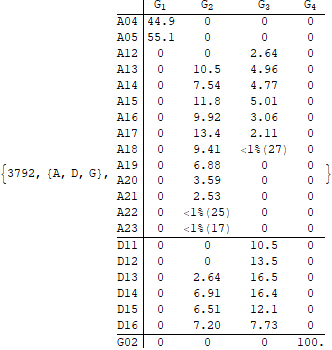 G1 G2 G3 G4
A04 44.9 0 0 0
A05 55.1 0 0 0
A12 0 0 2.64 0
A13 0 10.5 4.96 0
A14 0 7.54 4.77 0
A15 0 11.8 5.01 0
A16 0 9.92 3.06 0
A17 0 13.4 2.11 0
A18 0 9.41 <1%(27) 0
{3792, {A, D, G}, A19 0 6.88 0 0 }
A20 0 3.59 0 0
A21 0 2.53 0 0
A22 0 <1%(25) 0 0
A23 0 <1%(17) 0 0
D11 0 0 10.5 0
D12 0 0 13.5 0
D13 0 2.64 16.5 0
D14 0 6.91 16.4 0
D15 0 6.51 12.1 0
D16 0 7.20 7.73 0
G02 0 0 0 100.